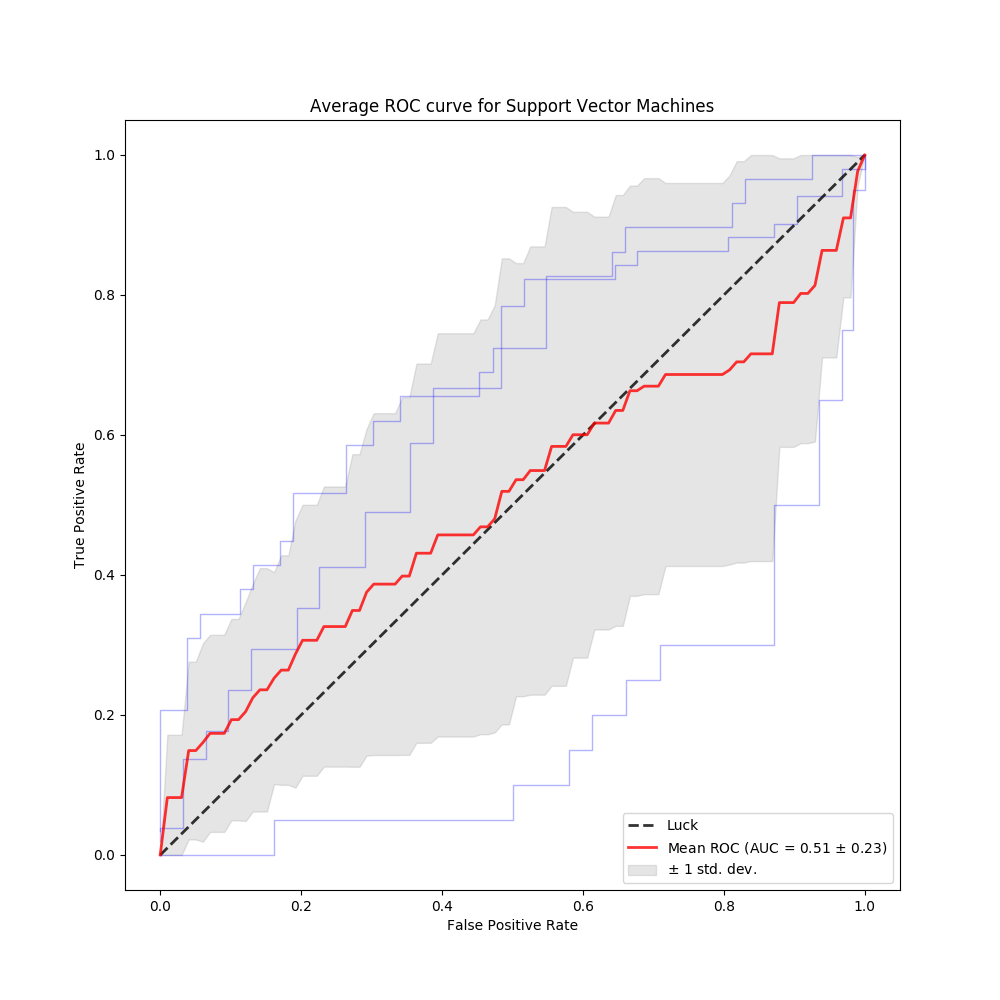 Average ROC curve for Support Vector Machines
True Positive Rate
1.0
0.8
0.6
0.4
0.2
0.0
Luck
Mean ROC (AUC = 0.51 ± 0.23)
± 1 std. dev.
0.0 0.2 0.4 0.6 0.8 1.0
False Positive Rate